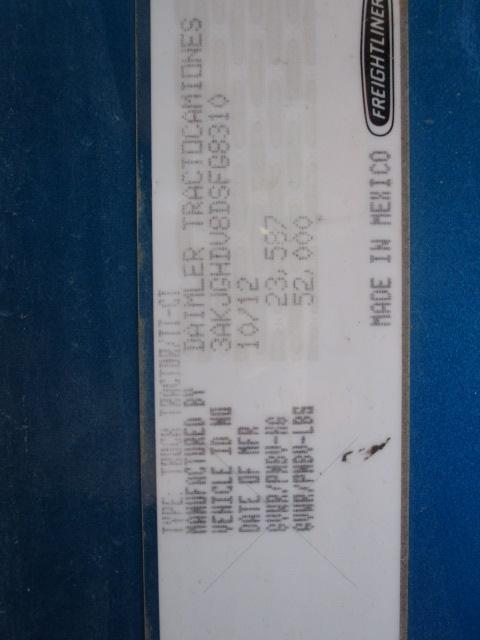 FREIGHTLINER
TYPE: TRUCK TRACTOR/TT-CT
MANUFACTURED BY DAIMLER TRACTOCAMIONES
VEHICLE ID NO 3AKJGHDV8DSFG8310
DATE OF MFR 10/12
GVWR/PNBV-KG 23,587
GVWR/PNBV-LBS 52,000
MADE IN MEXICO